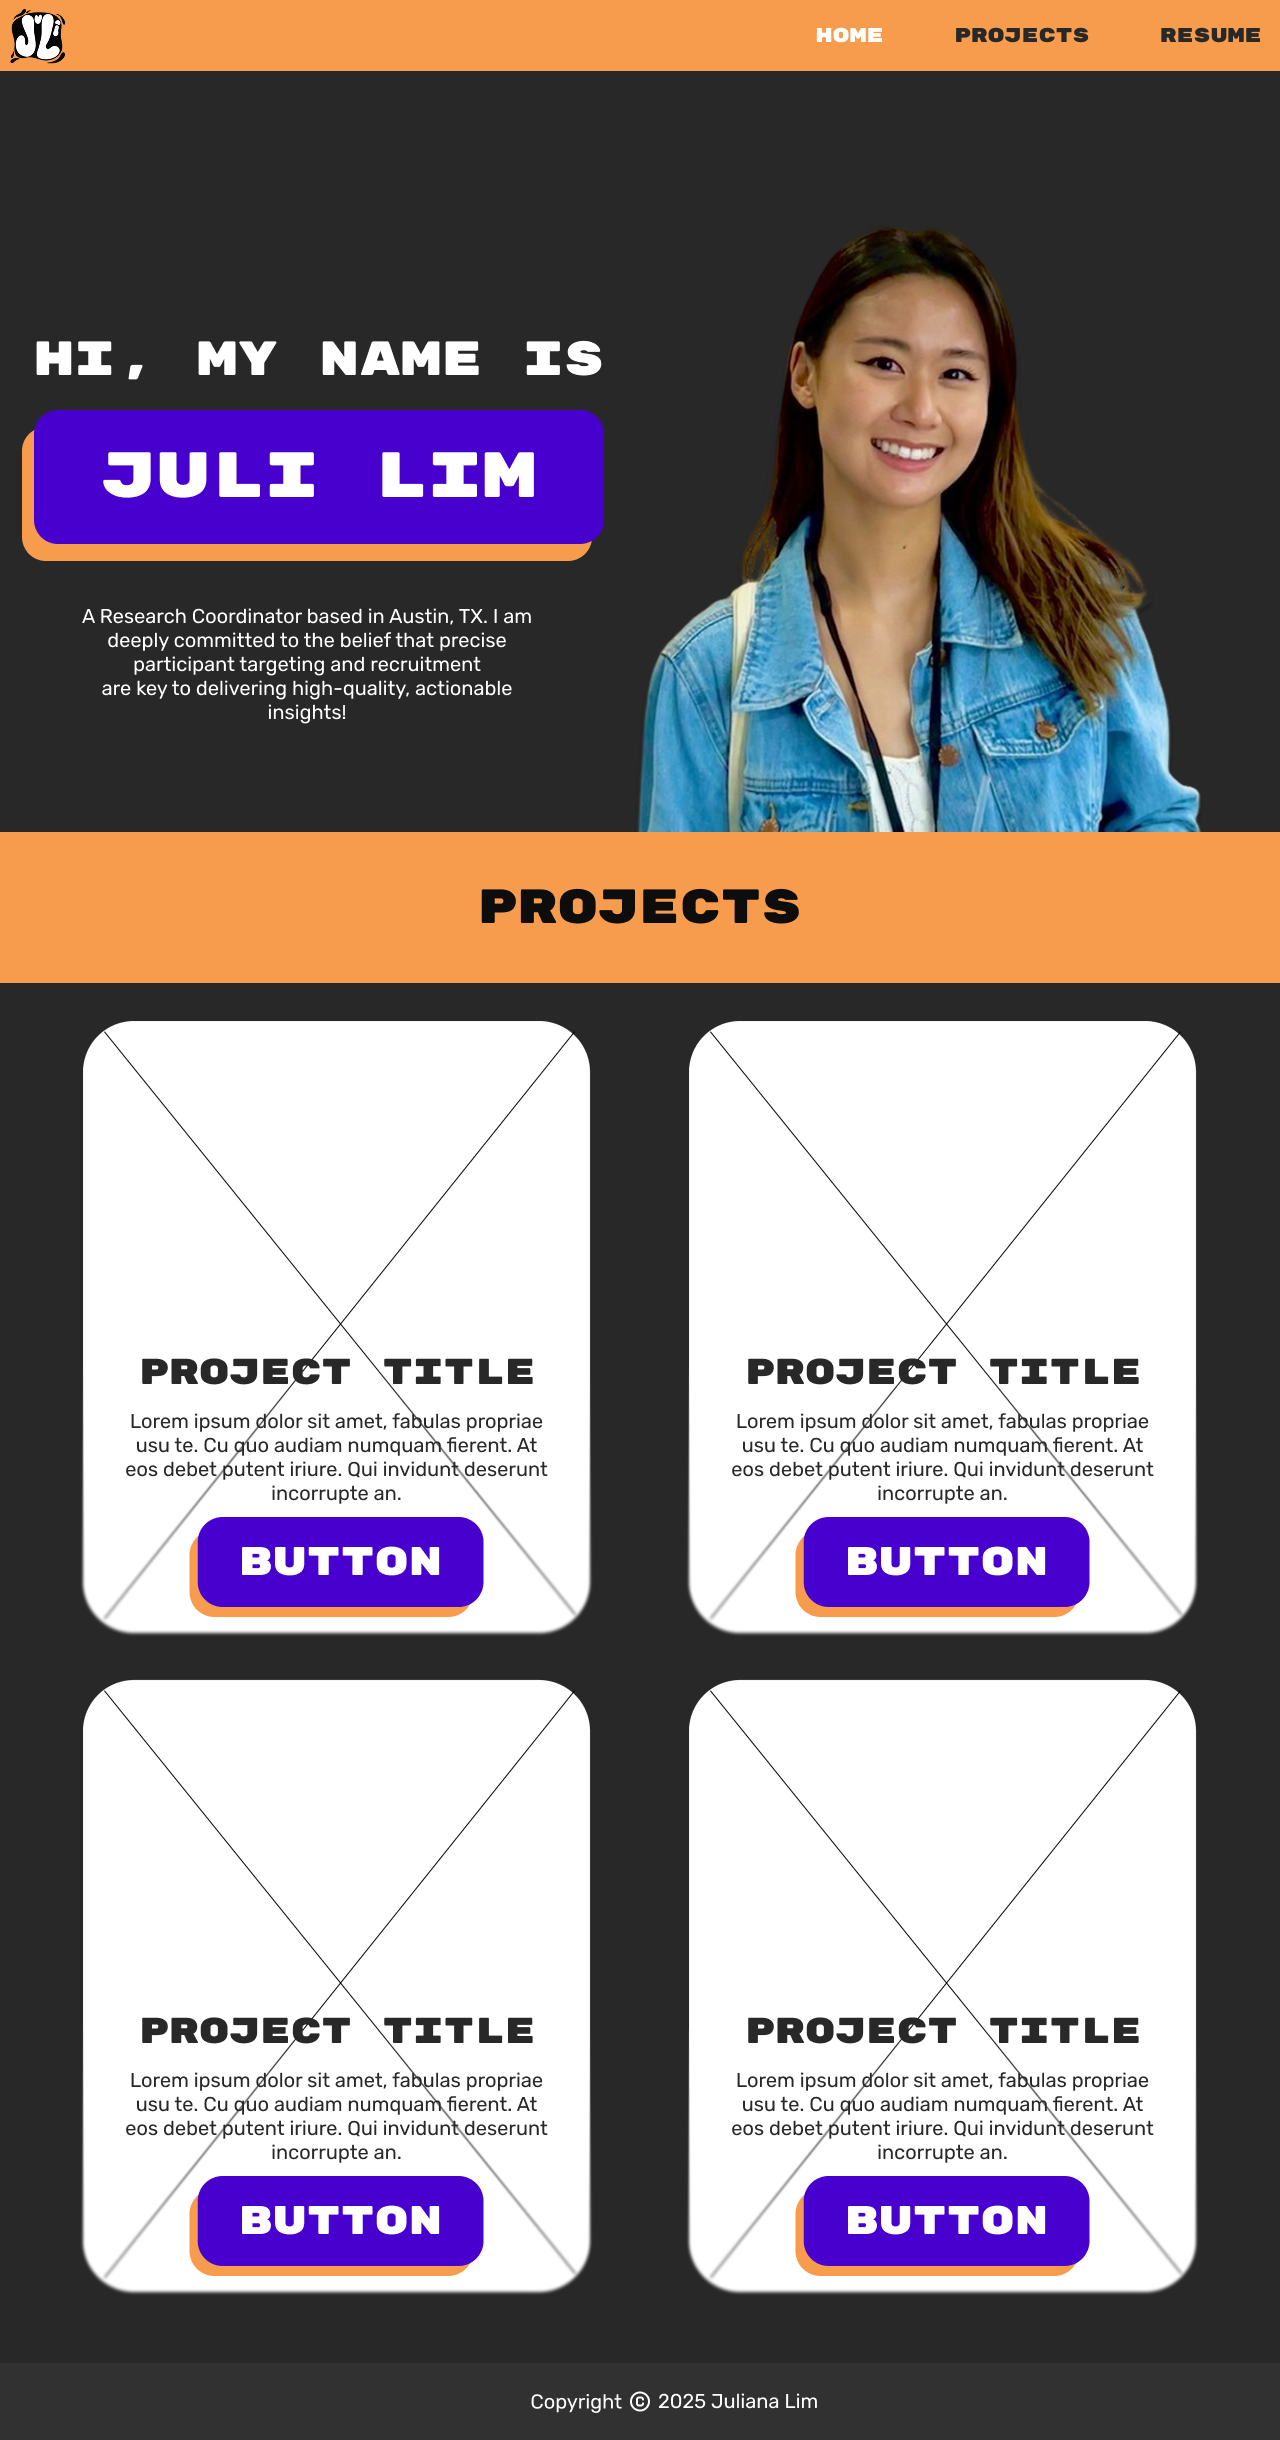 JLi
HOME PROJECTS RESUME
HI, MY NAME IS
JULI LIM
A Research Coordinator based in Austin, TX. I am
deeply committed to the belief that precise
participant targeting and recruitment
are key to delivering high-quality, actionable
insights!
PROJECTS
PROJECT TITLE
Lorem ipsum dolor sit amet, fabulas propriae
usu te. Cu quo audiam numquam fierent. At
eos debet putent iriure. Qui invidunt deserunt
incorrupte an.
BUTTON
PROJECT TITLE
Lorem ipsum dolor sit amet, fabulas propriae
usu te. Cu quo audiam numquam fierent. At
eos debet putent iriure. Qui invidunt deserunt
incorrupte an.
BUTTON
PROJECT TITLE
Lorem ipsum dolor sit amet, fabulas propriae
usu te. Cu quo audiam numquam fierent. At
eos debet putent iriure. Qui invidunt deserunt
incorrupte an.
BUTTON
PROJECT TITLE
Lorem ipsum dolor sit amet, fabulas propriae
usu te. Cu quo audiam numquam fierent. At
eos debet putent iriure. Qui invidunt deserunt
incorrupte an.
BUTTON
Copyright © 2025 Juliana Lim